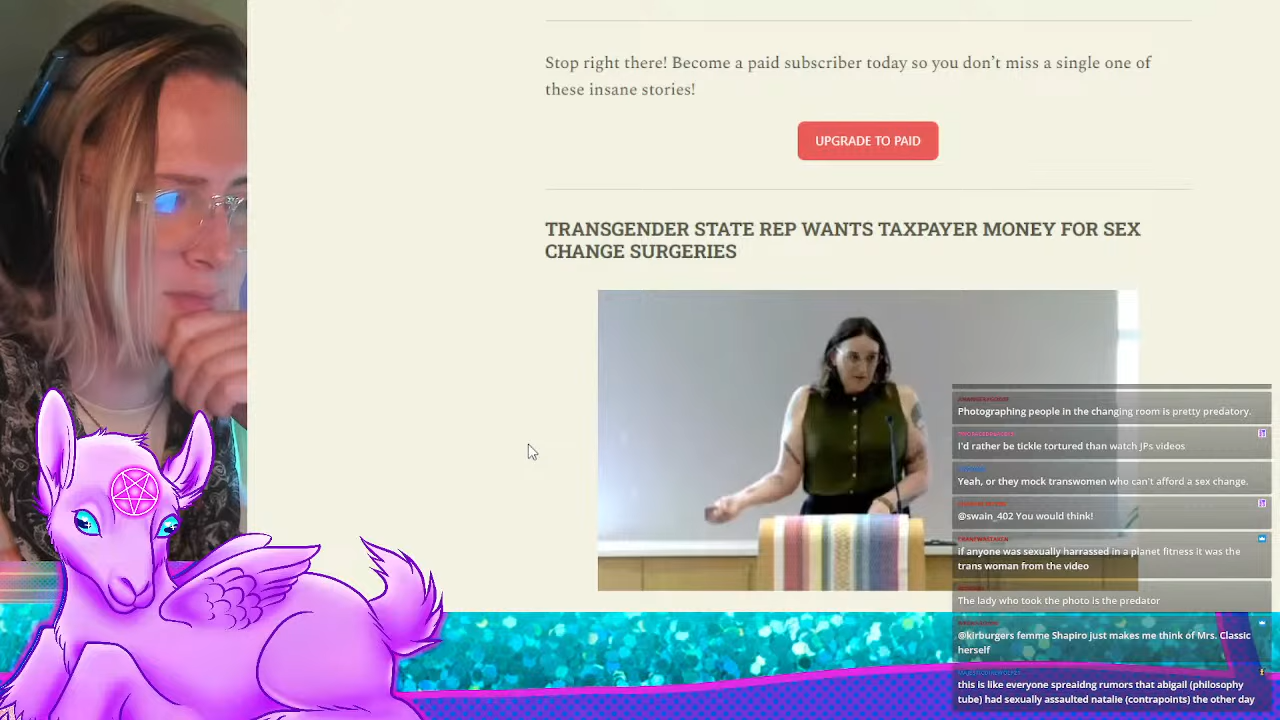 Stop right there! Become a paid subscriber today so you don’t miss a single one of
these insane stories!
UPGRADE TO PAID
TRANSGENDER STATE REP WANTS TAXPAYER MONEY FOR SEX
CHANGE SURGERIES
Photographing people in the changing room is pretty predatory.
I'd rather be tickle tortured than watch JPs videos
Yeah, or they mock transwomen who can't afford a sex change.
@swain_402 You would think!
if anyone was sexually harrassed in a planet fitness it was the
trans woman from the video
The lady who took the photo is the predator
@kirburgers femme Shapiro just makes me think of Mrs. Classic
herself
this is like everyone spreaidng rumors that abigail (philosophy
tube) had sexually assaulted natalie (contrapoints) the other day